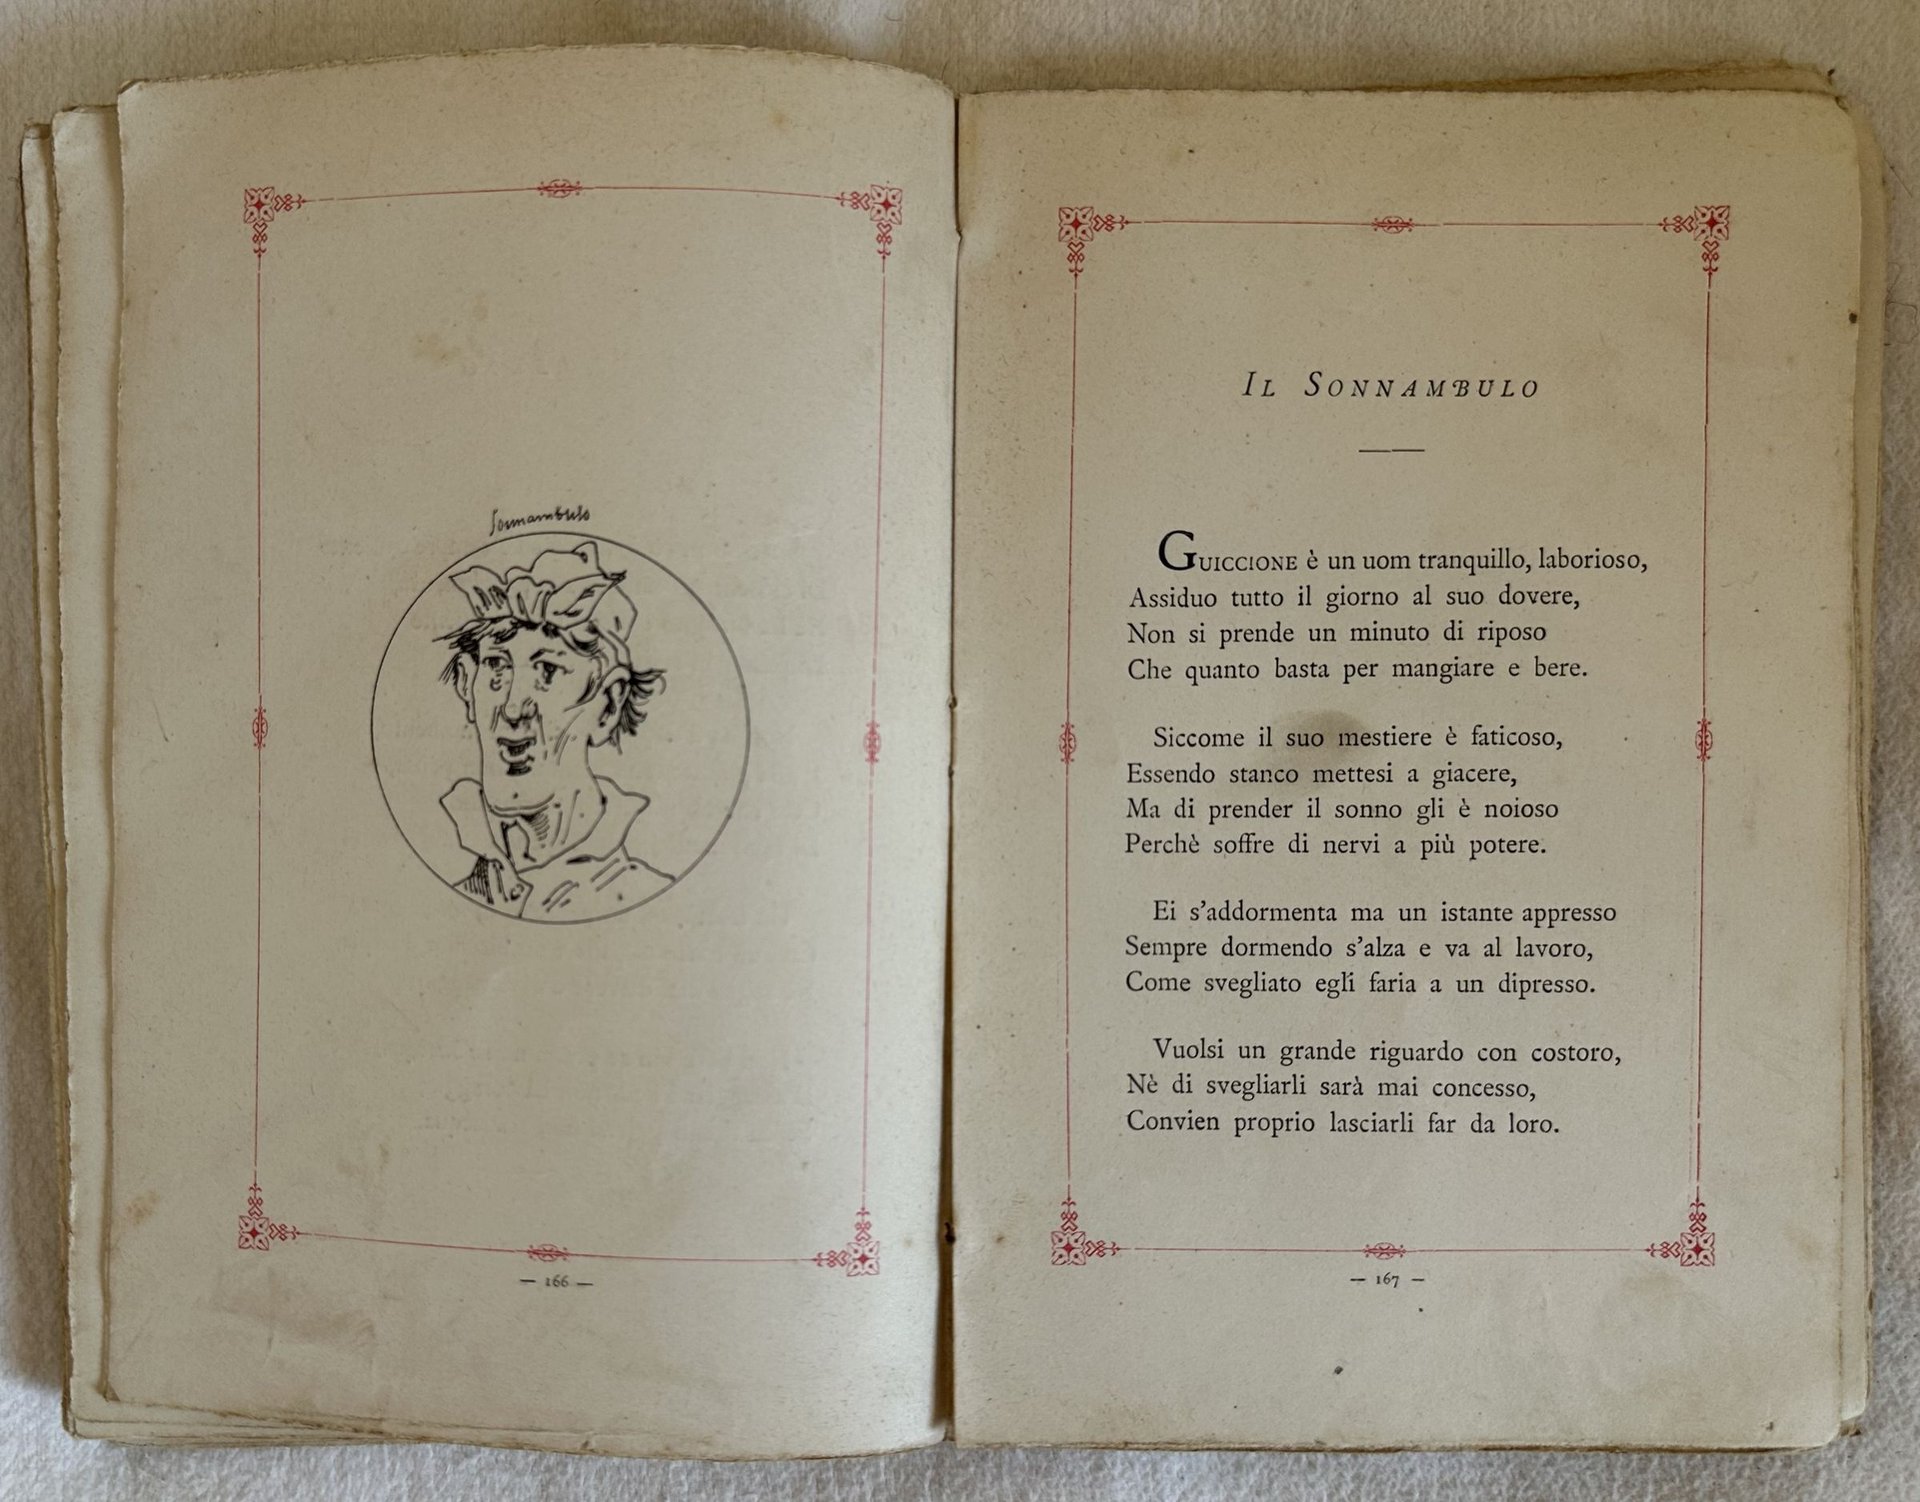 Sonnambulo
— 166 —
IL SONNAMBULO
GUICCIONE è un uom tranquillo, laborioso,
Assiduo tutto il giorno al suo dovere,
Non si prende un minuto di riposo
Che quanto basta per mangiare e bere.
Siccome il suo mestiere è faticoso,
Essendo stanco mettesi a giacere,
Ma di prender il sonno gli è noioso
Perchè soffre di nervi a più potere.
Ei s'addormenta ma un istante appresso
Sempre dormendo s'alza e va al lavoro,
Come svegliato egli faria a un dipresso.
Vuolsi un grande riguardo con costoro,
Nè di svegliarli sarà mai concesso,
Convien proprio lasciarli far da loro.
— 167 —